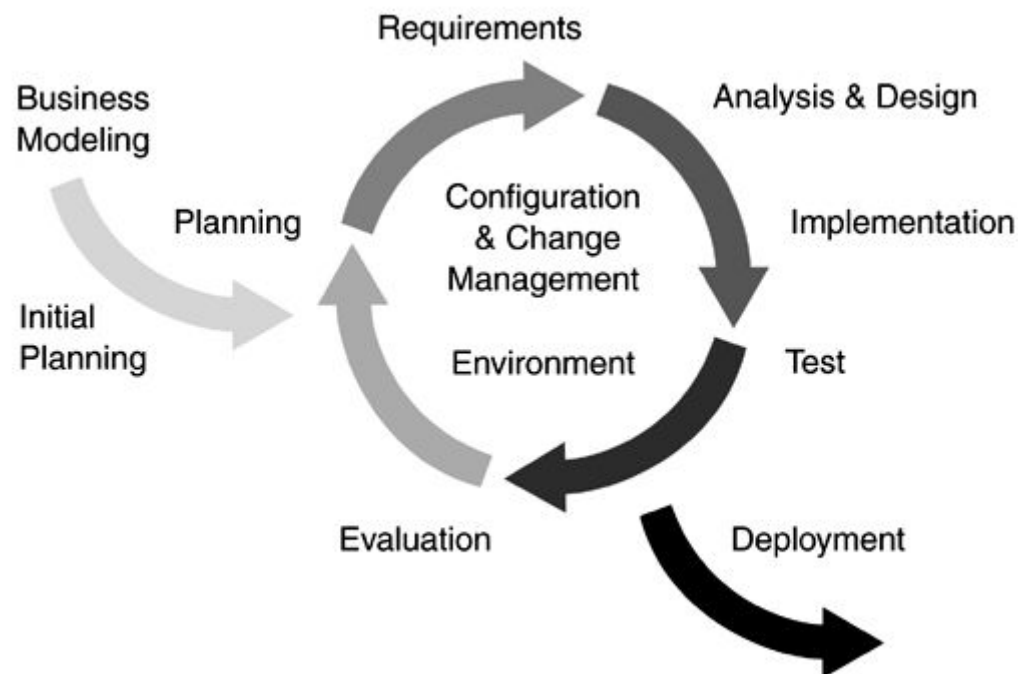 Requirements
Business
Modeling
Analysis & Design
Planning
Configuration
& Change
Management
Implementation
Initial
Planning
Environment
Test
Evaluation
Deployment